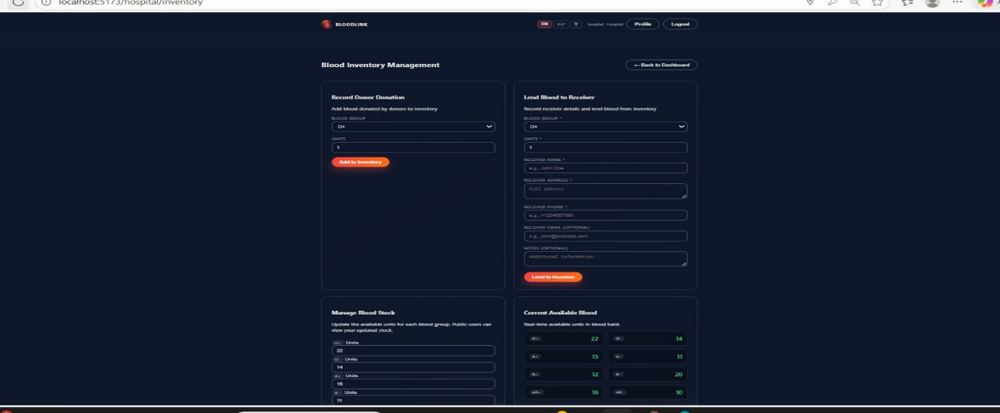 localhost:5173/hospital/inventory
BLOODLINK
EN
hospital · Hospital
Profile
Logout
Blood Inventory Management
← Back to Dashboard
Record Donor Donation
Add blood donated by donors to inventory
BLOOD GROUP
O+
UNITS
1
Add to Inventory
Lend Blood to Receiver
Record receiver details and lend blood from inventory
BLOOD GROUP *
O+
UNITS *
1
RECEIVER NAME *
e.g., John Doe
RECEIVER ADDRESS *
Full address
RECEIVER PHONE *
e.g., +1234567890
RECEIVER EMAIL (OPTIONAL)
e.g., john@example.com
NOTES (OPTIONAL)
Additional information...
Lend to Receiver
Manage Blood Stock
Update the available units for each blood group. Public users can
view your updated stock.
O+ Units
22
O- Units
14
A+ Units
15
A- Units
11
Current Available Blood
Real-time available units in blood bank
O+ 22
O- 14
A+ 15
A- 11
B+ 12
B- 20
AB+ 16
AB- 10